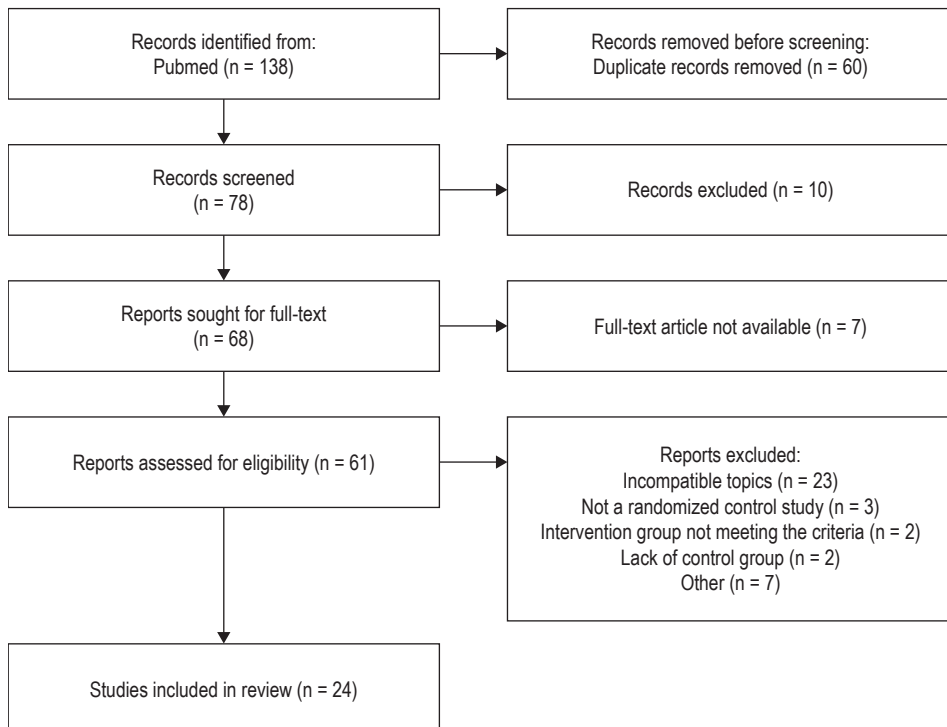 Records identified from:
Pubmed (n = 138)
Records removed before screening:
Duplicate records removed (n = 60)
Records screened
(n = 78)
Records excluded (n = 10)
Reports sought for full-text
(n = 68)
Full-text article not available (n = 7)
Reports assessed for eligibility (n = 61)
Reports excluded:
Incompatible topics (n = 23)
Not a randomized control study (n = 3)
Intervention group not meeting the criteria (n = 2)
Lack of control group (n = 2)
Other (n = 7)
Studies included in review (n = 24)